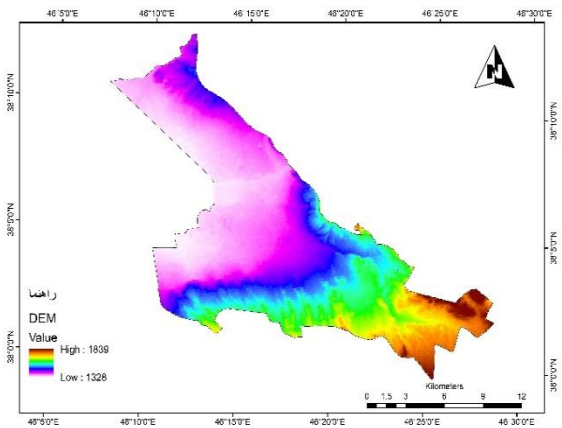 46°5'0"E 46°10'0"E 46°15'0"E 46°20'0"E 46°25'0"E 46°30'0"E
N
38°10'0"N 38°10'0"N
38°5'0"N 38°5'0"N
38°0'0"N 38°0'0"N
راهنما
DEM
Value
High : 1839
Low : 1328
Kilometers
0 1.5 3 6 9 12
46°5'0"E 46°10'0"E 46°15'0"E 46°20'0"E 46°25'0"E 46°30'0"E